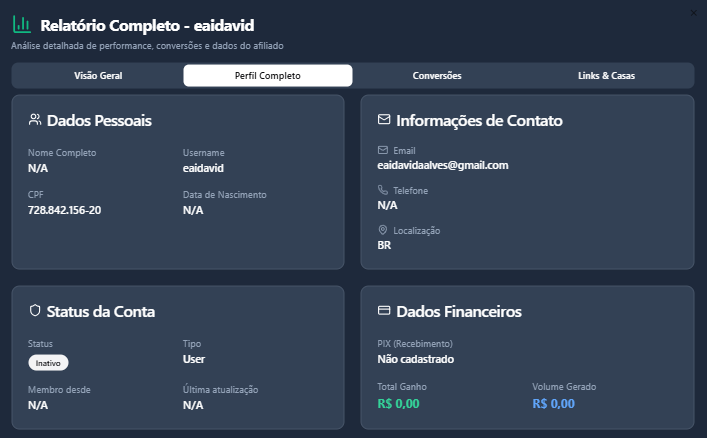 Relatório Completo - eaidavid
Análise detalhada de performance, conversões e dados do afiliado
Visão Geral
Perfil Completo
Conversões
Links & Casas
Dados Pessoais
Nome Completo
N/A
Username
eaidavid
CPF
728.842.156-20
Data de Nascimento
N/A
Informações de Contato
Email
eaidavidaalves@gmail.com
Telefone
N/A
Localização
BR
Status da Conta
Status
Inativo
Tipo
User
Membro desde
N/A
Última atualização
N/A
Dados Financeiros
PIX (Recebimento)
Não cadastrado
Total Ganho
R$ 0,00
Volume Gerado
R$ 0,00